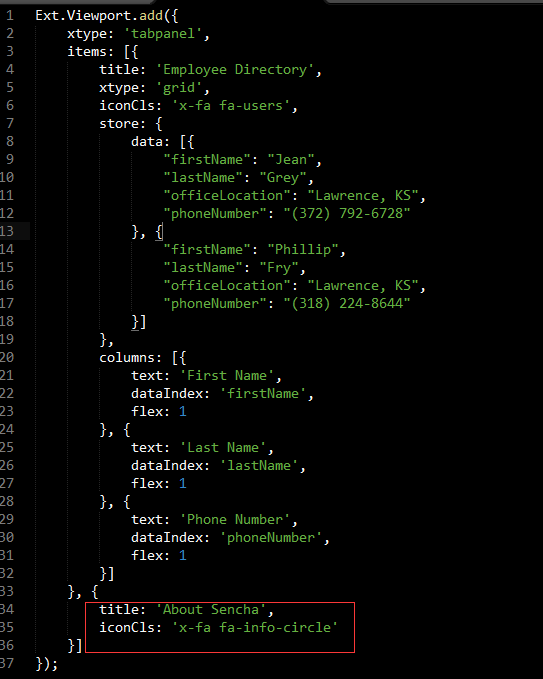 1 Ext.Viewport.add({
2 xtype: 'tabpanel',
3 items: [{
4 title: 'Employee Directory',
5 xtype: 'grid',
6 iconCls: 'x-fa fa-users',
7 store: {
8 data: [{
9 "firstName": "Jean",
10 "lastName": "Grey",
11 "officeLocation": "Lawrence, KS",
12 "phoneNumber": "(372) 792-6728"
13 }, {
14 "firstName": "Phillip",
15 "lastName": "Fry",
16 "officeLocation": "Lawrence, KS",
17 "phoneNumber": "(318) 224-8644"
18 }]
19 },
20 columns: [{
21 text: 'First Name',
22 dataIndex: 'firstName',
23 flex: 1
24 }, {
25 text: 'Last Name',
26 dataIndex: 'lastName',
27 flex: 1
28 }, {
29 text: 'Phone Number',
30 dataIndex: 'phoneNumber',
31 flex: 1
32 }]
33 }, {
34 title: 'About Sencha',
35 iconCls: 'x-fa fa-info-circle'
36 }]
37 });